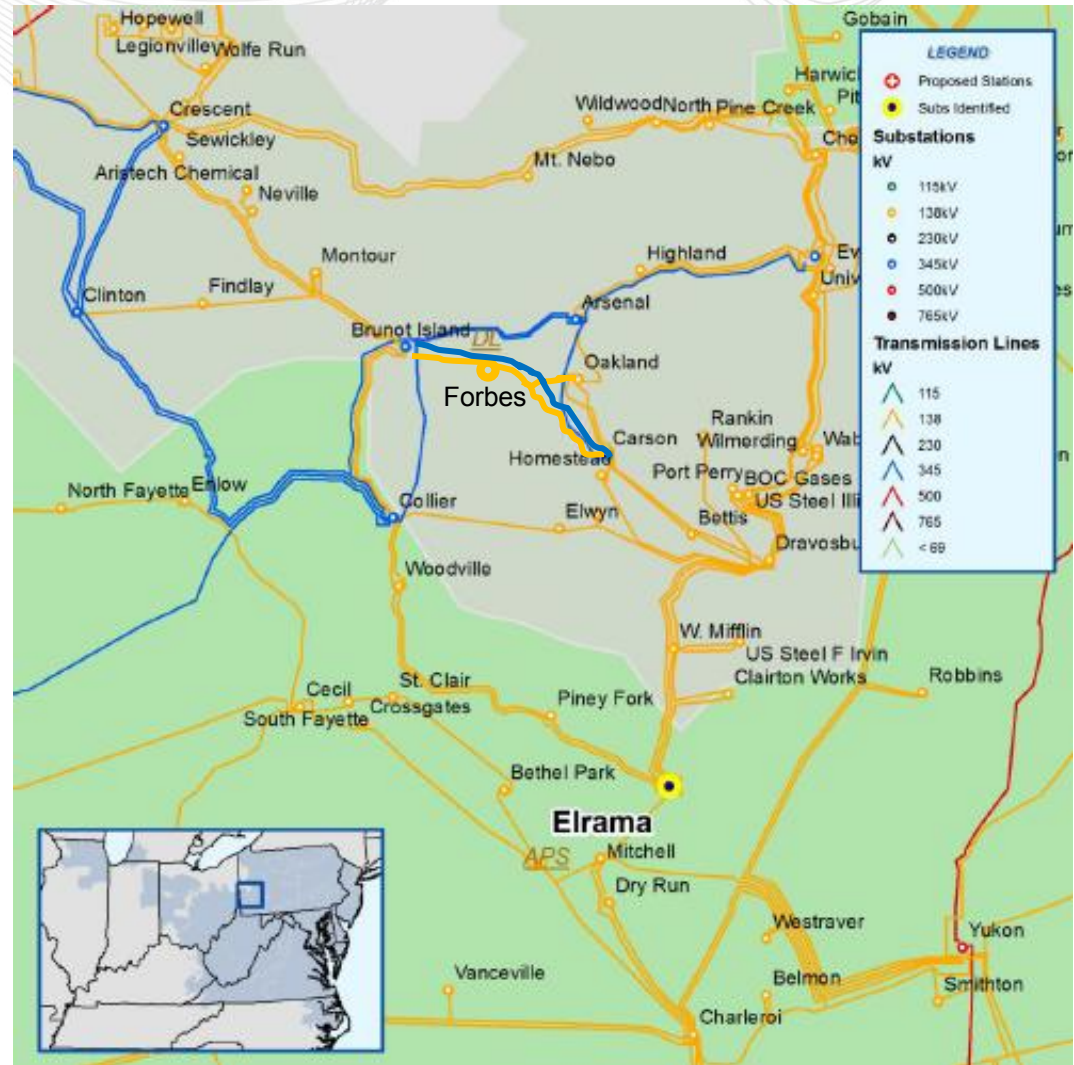 Hopewell
Gobain
Legionville
Wolfe Run
Crescent
Sewickley
Wildwood
North
Pine Creek
Aristech Chemical
Mt. Nebo
Neville
Montour
Highland
Findlay
Clinton
Arsenal
Brunot Island
DL
Oakland
Forbes
Rankin
Carson
Wilmerding
Homestead
Port Perry
BOC Gases
North Fayette
Enlow
US Steel
Collier
Elwyn
Bettis
Woodville
W. Mifflin
US Steel F Irvin
St. Clair
Clairton Works
Robbins
Cecil
Piney Fork
Crossgates
South Fayette
Bethel Park
Elrama
APS
Mitchell
Dry Run
Westraver
Yukon
Vanceville
Belmon
Smithton
Charleroi
LEGEND
Proposed Stations
Subs Identified
Substations
kV
115kV
138kV
230kV
345kV
500kV
765kV
Transmission Lines
kV
115
138
230
345
500
765
< 69